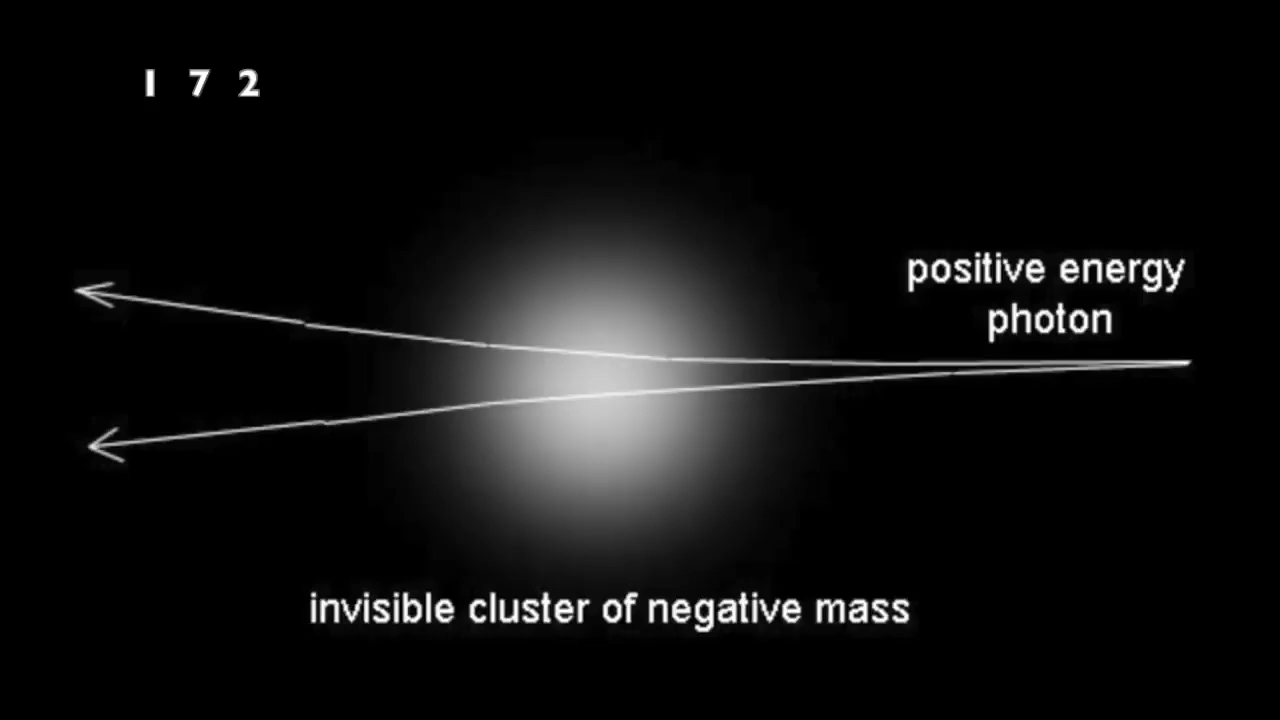 1 7 2
positive energy
photon
invisible cluster of negative mass